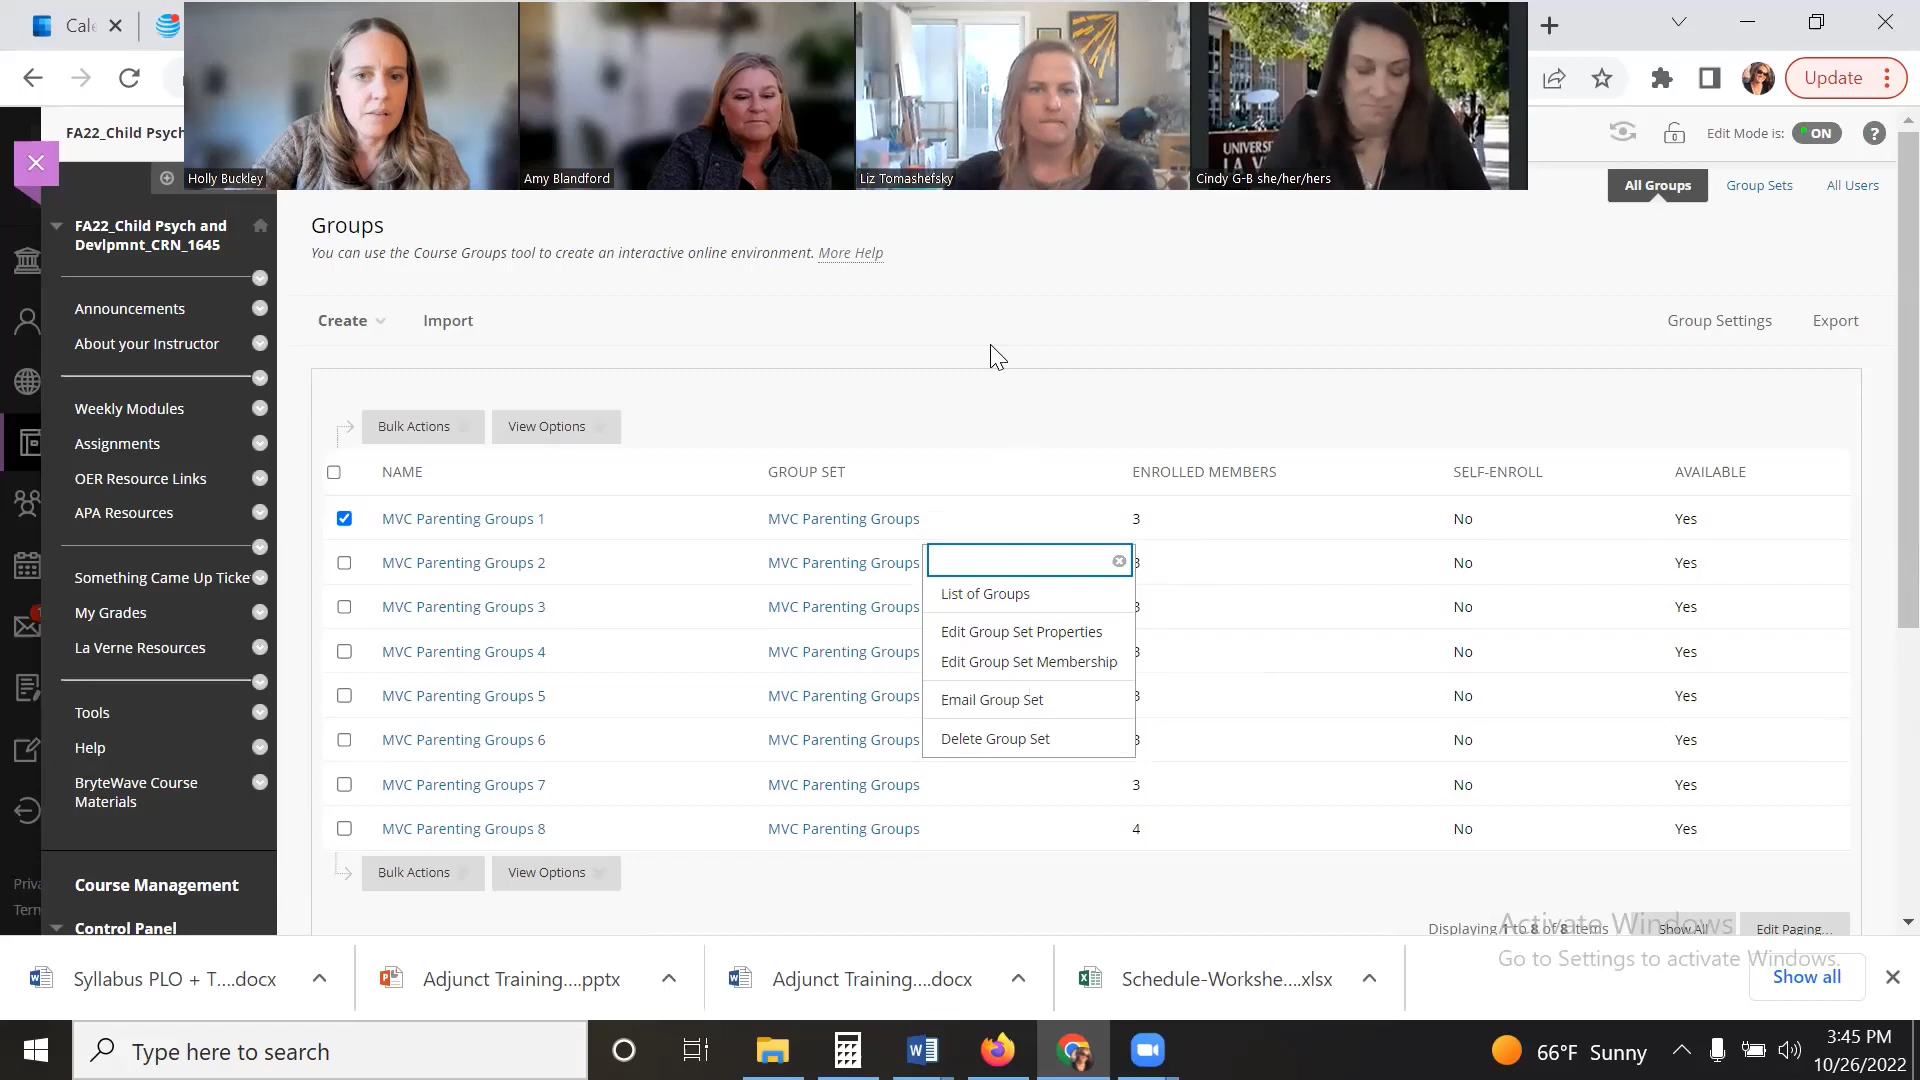 Cale
Holly Buckley
Amy Blandford
Liz Tomashefsky
UNIVERSI
LA V
Cindy G-B she/her/hers
Update
FA22_Child Psych
Edit Mode is: ON
?
All Groups
Group Sets
All Users
FA22_Child Psych and
Devlpmnt_CRN_1645
Announcements
About your Instructor
Weekly Modules
Assignments
OER Resource Links
APA Resources
Something Came Up Ticke
My Grades
La Verne Resources
Tools
Help
BryteWave Course
Materials
Course Management
Control Panel
Priva
Term
Groups
You can use the Course Groups tool to create an interactive online environment. More Help
Create
Import
Group Settings
Export
Bulk Actions
View Options
NAME GROUP SET ENROLLED MEMBERS SELF-ENROLL AVAILABLE
MVC Parenting Groups 1 MVC Parenting Groups 3 No Yes
MVC Parenting Groups 2 MVC Parenting Groups 3 No Yes
MVC Parenting Groups 3 MVC Parenting Groups 3 No Yes
MVC Parenting Groups 4 MVC Parenting Groups 3 No Yes
MVC Parenting Groups 5 MVC Parenting Groups 3 No Yes
MVC Parenting Groups 6 MVC Parenting Groups 3 No Yes
MVC Parenting Groups 7 MVC Parenting Groups 3 No Yes
MVC Parenting Groups 8 MVC Parenting Groups 4 No Yes
List of Groups
Edit Group Set Properties
Edit Group Set Membership
Email Group Set
Delete Group Set
Bulk Actions
View Options
Displaying 1 to 8 of 8 items
Show All
Edit Paging...
Activate Windows
Go to Settings to activate Windows.
Syllabus PLO + T....docx
Adjunct Training....pptx
Adjunct Training....docx
Schedule-Workshe....xlsx
Show all
Type here to search
66°F Sunny
3:45 PM
10/26/2022